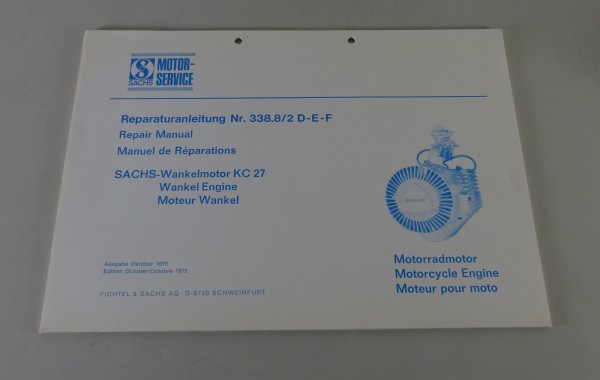 SACHS
MOTOR-
SERVICE
Reparaturanleitung Nr. 338.8/2 D-E-F
Repair Manual
Manuel de Réparations
SACHS-Wankelmotor KC 27
Wankel Engine
Moteur Wankel
SACHS
Ausgabe Oktober 1975
Edition October/Octobre 1975
FICHTEL & SACHS AG · D-8720 SCHWEINFURT
Motorradmotor
Motorcycle Engine
Moteur pour moto